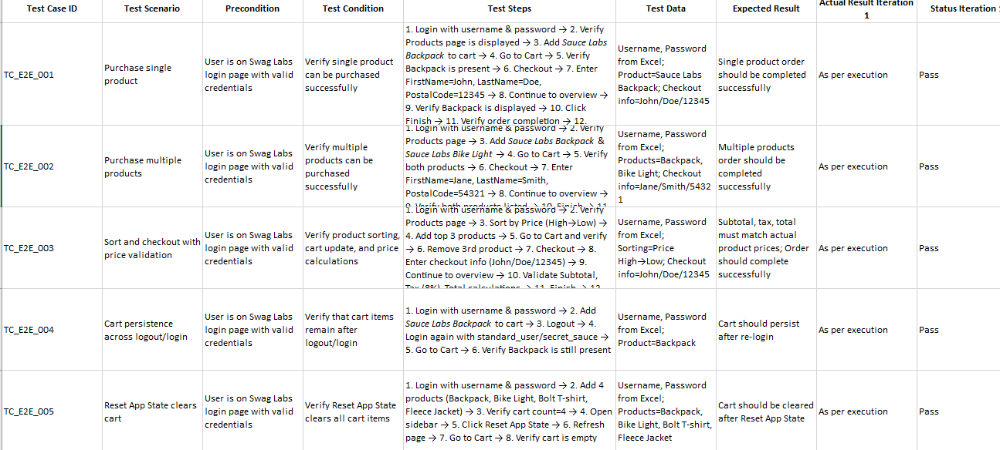 Test Case ID
Test Scenario
Precondition
Test Condition
Test Steps
Test Data
Expected Result
Actual Result Iteration
1
Status Iteration
TC_E2E_001
Purchase single
product
User is on Swag Labs
login page with valid
credentials
Verify single product
can be purchased
successfully
1. Login with username & password → 2. Verify
Products page is displayed → 3. Add Sauce Labs
Backpack to cart → 4. Go to Cart → 5. Verify
Backpack is present → 6. Checkout → 7. Enter
FirstName=John, LastName=Doe,
PostalCode=12345 → 8. Continue to overview →
9. Verify Backpack is displayed → 10. Click
Finish → 11. Verify order completion → 12.
Username, Password
from Excel;
Product=Sauce Labs
Backpack; Checkout
info=John/Doe/12345
Single product order
should be completed
successfully
As per execution
Pass
TC_E2E_002
Purchase multiple
products
User is on Swag Labs
login page with valid
credentials
Verify multiple
products can be
purchased
successfully
1. Login with username & password → 2. Verify
Products page → 3. Add Sauce Labs Backpack &
Sauce Labs Bike Light → 4. Go to Cart → 5. Verify
both products → 6. Checkout → 7. Enter
FirstName=Jane, LastName=Smith,
PostalCode=54321 → 8. Continue to overview →
9. Verify both products listed → 10. Finish → 11.
Username, Password
from Excel;
Products=Backpack,
Bike Light; Checkout
info=Jane/Smith/5432
1
Multiple products
order should be
completed
successfully
As per execution
Pass
TC_E2E_003
Sort and checkout with
price validation
User is on Swag Labs
login page with valid
credentials
Verify product sorting,
cart update, and price
calculations
1. Login with username & password → 2. Verify
Products page → 3. Sort by Price (High→Low) →
4. Add top 3 products → 5. Go to Cart and verify
→ 6. Remove 3rd product → 7. Checkout → 8.
Enter checkout info (John/Doe/12345) → 9.
Continue to overview → 10. Validate Subtotal,
Tax (8%), Total calculations → 11. Finish → 12.
Username, Password
from Excel;
Sorting=Price
High→Low; Checkout
info=John/Doe/12345
Subtotal, tax, total
must match actual
product prices; Order
should complete
successfully
As per execution
Pass
TC_E2E_004
Cart persistence
across logout/login
User is on Swag Labs
login page with valid
credentials
Verify that cart items
remain after
logout/login
1. Login with username & password → 2. Add
Sauce Labs Backpack to cart → 3. Logout → 4.
Login again with standard_user/secret_sauce →
5. Go to Cart → 6. Verify Backpack is still present
Username, Password
from Excel;
Product=Backpack
Cart should persist
after re-login
As per execution
Pass
TC_E2E_005
Reset App State clears
cart
User is on Swag Labs
login page with valid
credentials
Verify Reset App State
clears all cart items
1. Login with username & password → 2. Add 4
products (Backpack, Bike Light, Bolt T-shirt,
Fleece Jacket) → 3. Verify cart count=4 → 4. Open
sidebar → 5. Click Reset App State → 6. Refresh
page → 7. Go to Cart → 8. Verify cart is empty
Username, Password
from Excel;
Products=Backpack,
Bike Light, Bolt T-shirt,
Fleece Jacket
Cart should be cleared
after Reset App State
As per execution
Pass